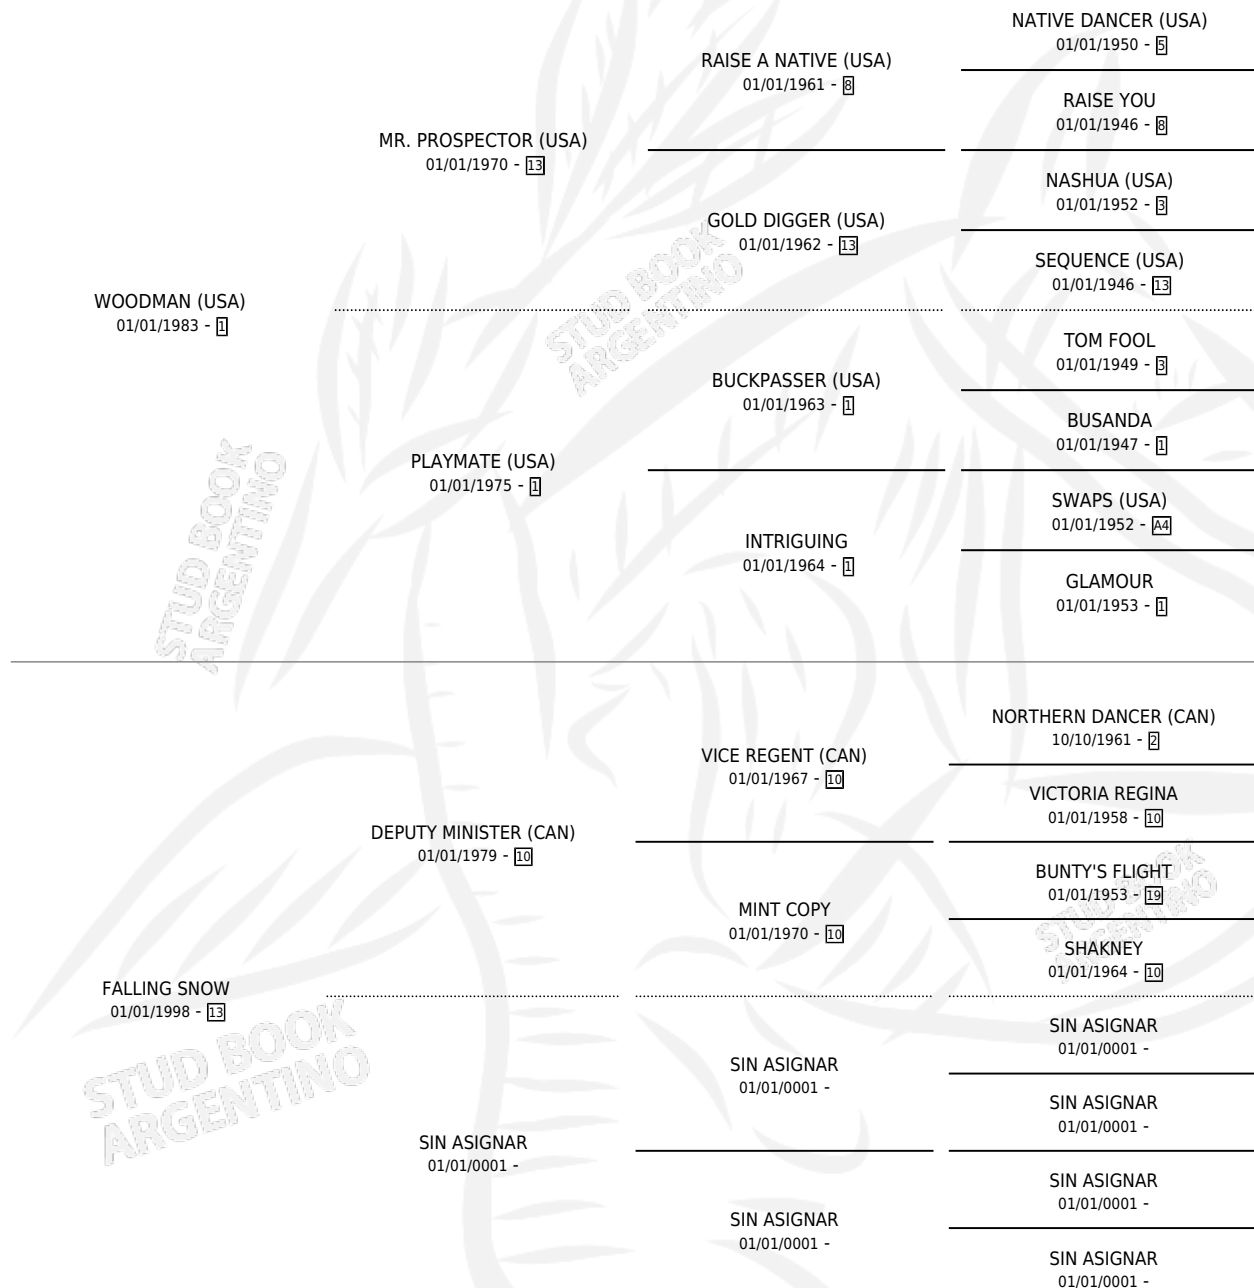 NATIVE DANCER (USA)
01/01/1950 - 5
RAISE A NATIVE (USA)
01/01/1961 - 8
RAISE YOU
01/01/1946 - 8
MR. PROSPECTOR (USA)
01/01/1970 - 13
NASHUA (USA)
01/01/1952 - 3
GOLD DIGGER (USA)
01/01/1962 - 13
SEQUENCE (USA)
01/01/1946 - 13
WOODMAN (USA)
01/01/1983 - 1
TOM FOOL
01/01/1949 - 3
BUCKPASSER (USA)
01/01/1963 - 1
BUSANDA
01/01/1947 - 1
PLAYMATE (USA)
01/01/1975 - 1
SWAPS (USA)
01/01/1952 - A4
INTRIGUING
01/01/1964 - 1
GLAMOUR
01/01/1953 - 1
NORTHERN DANCER (CAN)
10/10/1961 - 2
VICE REGENT (CAN)
01/01/1967 - 10
VICTORIA REGINA
01/01/1958 - 10
DEPUTY MINISTER (CAN)
01/01/1979 - 10
BUNTY'S FLIGHT
01/01/1953 - 19
MINT COPY
01/01/1970 - 10
SHAKNEY
01/01/1964 - 10
FALLING SNOW
01/01/1998 - 13
SIN ASIGNAR
01/01/0001 -
SIN ASIGNAR
01/01/0001 -
SIN ASIGNAR
01/01/0001 -
SIN ASIGNAR
01/01/0001 -
SIN ASIGNAR
01/01/0001 -
SIN ASIGNAR
01/01/0001 -
SIN ASIGNAR
01/01/0001 -
STUD BOOK
ARGENTINO
STUD BOOK
ARGENTINO
STUD BOOK
ARGENTINO
STUD BOOK
ARGENTINO